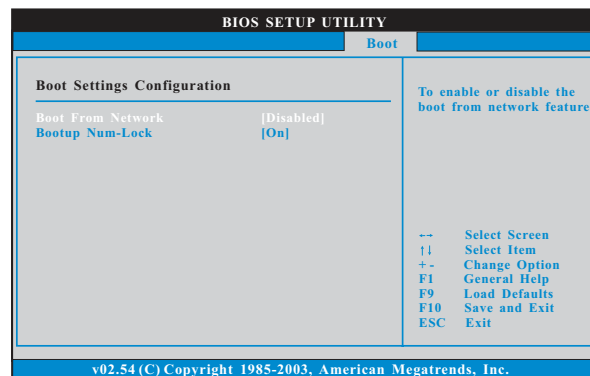 BIOS SETUP UTILITY
Boot
Boot Settings Configuration
Boot From Network [Disabled]
Bootup Num-Lock [On]
To enable or disable the
boot from network feature
←→ Select Screen
↑↓ Select Item
+- Change Option
F1 General Help
F9 Load Defaults
F10 Save and Exit
ESC Exit
v02.54 (C) Copyright 1985-2003, American Megatrends, Inc.